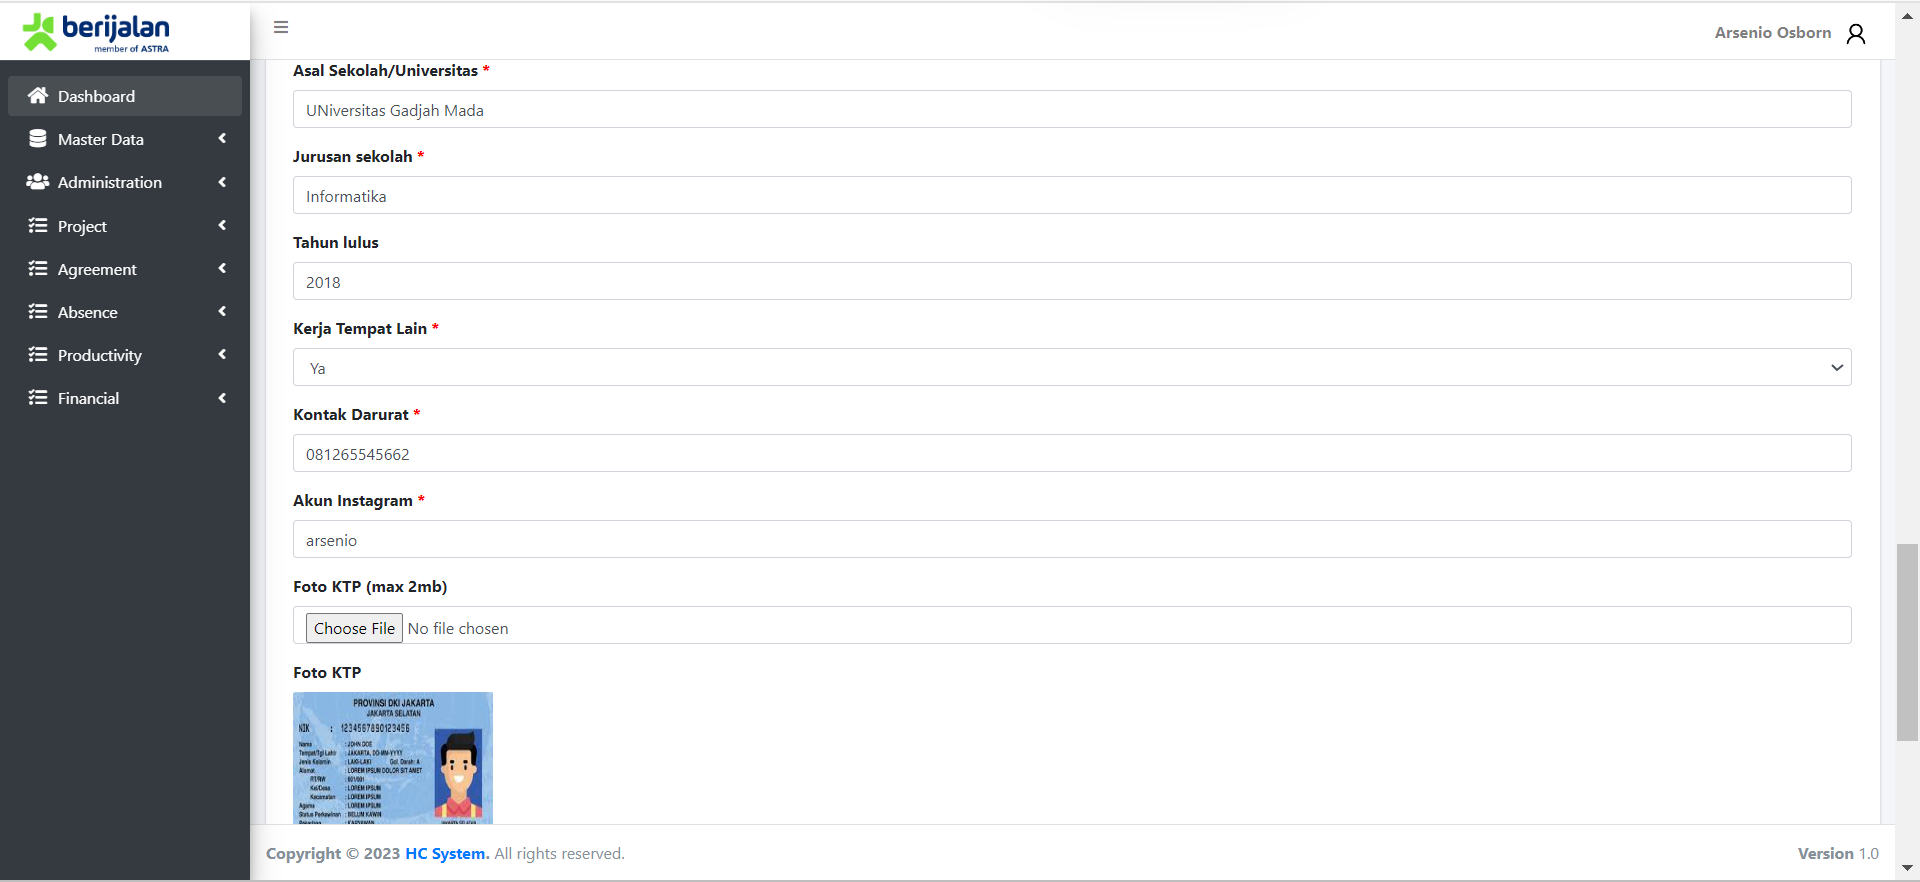 berijalan
member of ASTRA
Arsenio Osborn
Dashboard
Master Data
Administration
Project
Agreement
Absence
Productivity
Financial
Asal Sekolah/Universitas *
UNiversitas Gadjah Mada
Jurusan sekolah *
Informatika
Tahun lulus
2018
Kerja Tempat Lain *
Ya
Kontak Darurat *
081265545662
Akun Instagram *
arsenio
Foto KTP (max 2mb)
Choose File No file chosen
Foto KTP
PROVINSI DKI JAKARTA
JAKARTA SELATAN
NIK : 1234567890123456
Nama : JOHN DOE
Tempat/Tgl Lahir : JAKARTA, DD-MM-YYYY
Jenis Kelamin : LAKI-LAKI Gol. Darah: A
Alamat : LOREM IPSUM DOLOR SIT AMET
RT/RW : 001/001
Kel/Desa : LOREM IPSUM
Kecamatan : LOREM IPSUM
Agama : LOREM IPSUM
Status Perkawinan : BELUM KAWIN
Pekerjaan : KARYAWAN
JAKARTA SELATAN
Copyright © 2023 HC System. All rights reserved.
Version 1.0